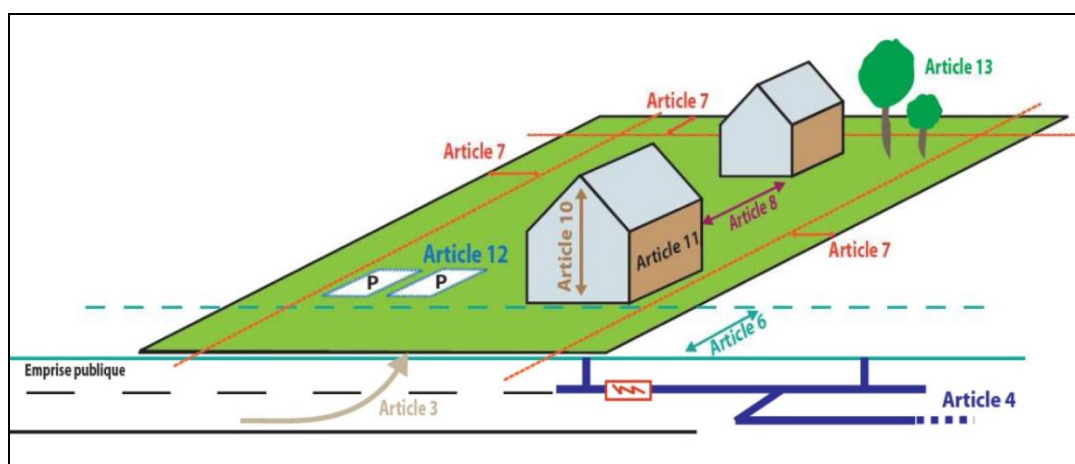 Article 13
Article 7
Article 7
Article 8
Article 10
Article 11
Article 12
Article 7
P P
Article 6
Emprise publique
Article 3
Article 4